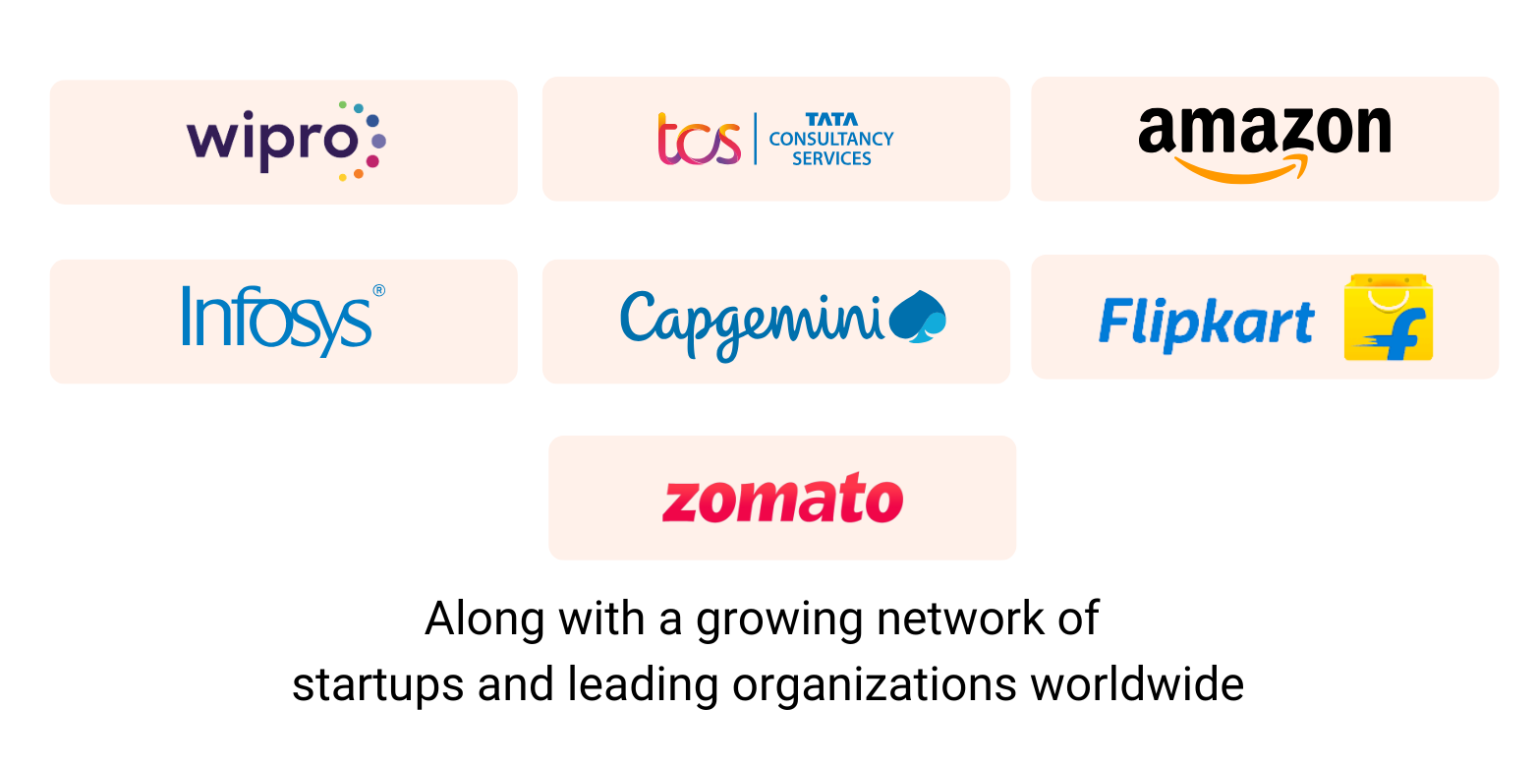 wipro
tcs | TATA
CONSULTANCY
SERVICES
amazon
Infosys®
Capgemini
Flipkart f
zomato
Along with a growing network of
startups and leading organizations worldwide